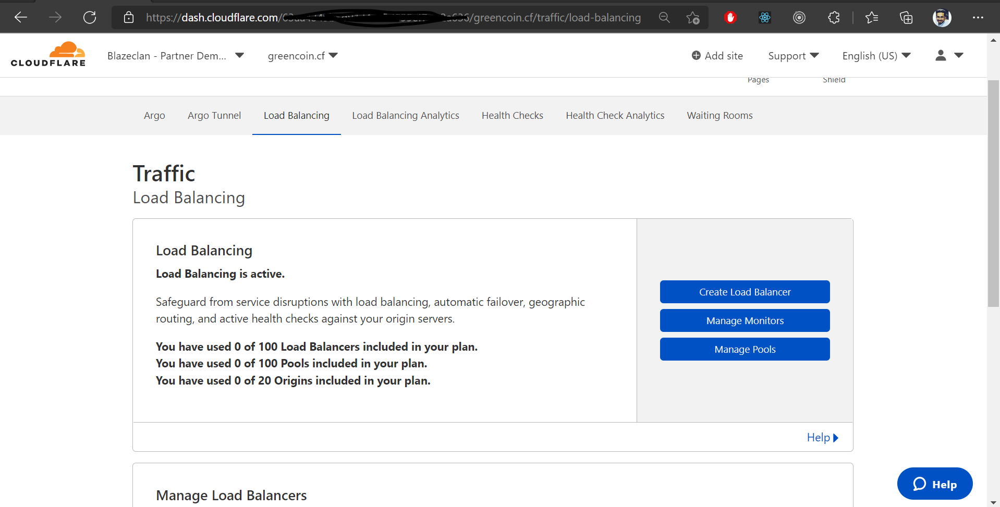 https://dash.cloudflare.com/ /greencoin.cf/traffic/load-balancing
CLOUDFLARE
Blazeclan - Partner Dem...
greencoin.cf
Add site
Support
English (US)
Pages
Shield
Argo
Argo Tunnel
Load Balancing
Load Balancing Analytics
Health Checks
Health Check Analytics
Waiting Rooms
Traffic
Load Balancing
Load Balancing
Load Balancing is active.
Safeguard from service disruptions with load balancing, automatic failover, geographic
routing, and active health checks against your origin servers.
You have used 0 of 100 Load Balancers included in your plan.
You have used 0 of 100 Pools included in your plan.
You have used 0 of 20 Origins included in your plan.
Create Load Balancer
Manage Monitors
Manage Pools
Help
Manage Load Balancers
Help